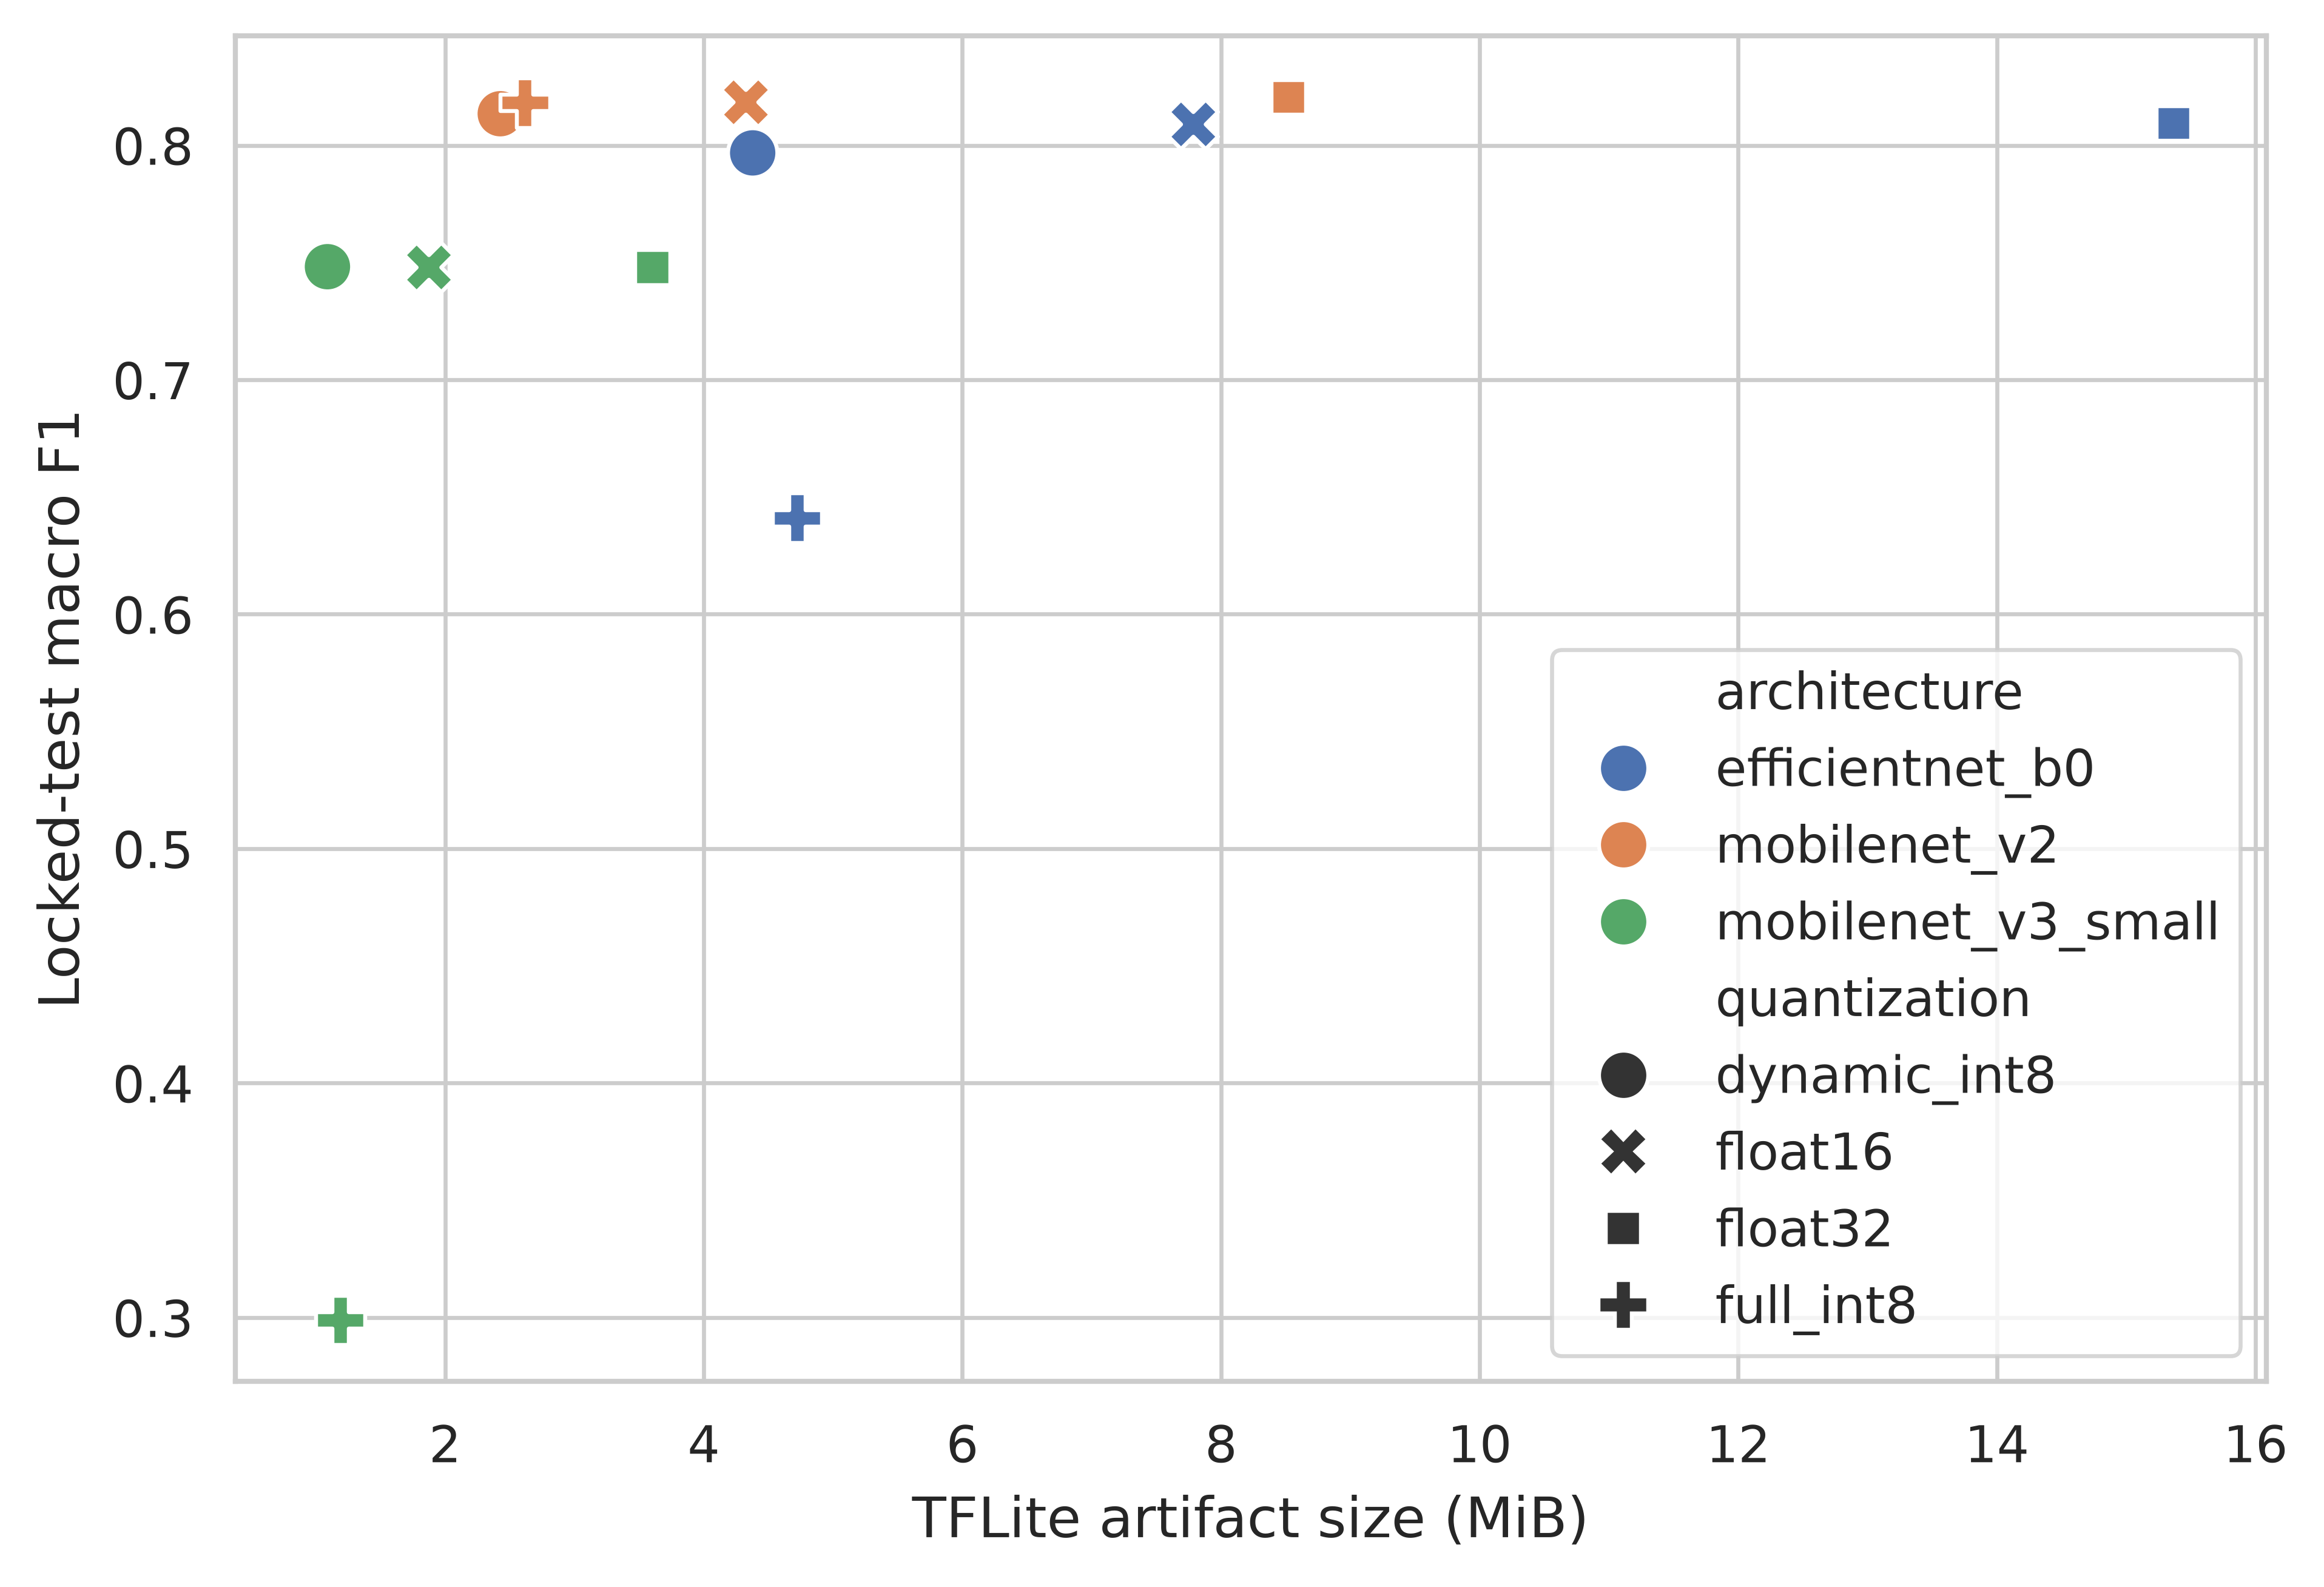 Locked-test macro F1
0.8
0.7
0.6
0.5
0.4
0.3
architecture
efficientnet_b0
mobilenet_v2
mobilenet_v3_small
quantization
dynamic_int8
float16
float32
full_int8
2 4 6 8 10 12 14 16
TFLite artifact size (MiB)